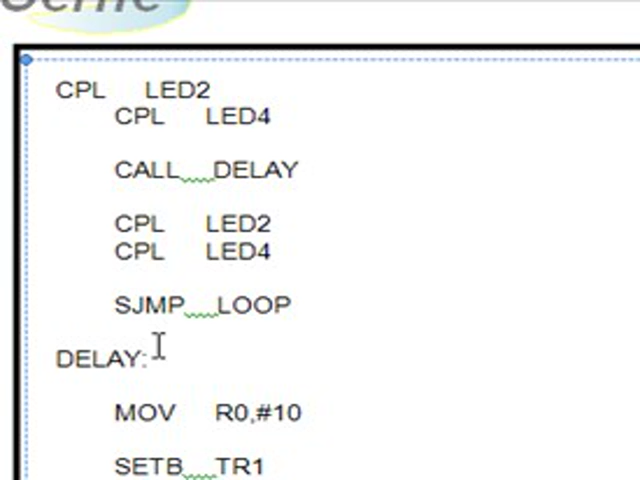 CPL LED2
CPL LED4
CALL DELAY
CPL LED2
CPL LED4
SJMP LOOP
DELAY:
MOV R0,#10
SETB TR1